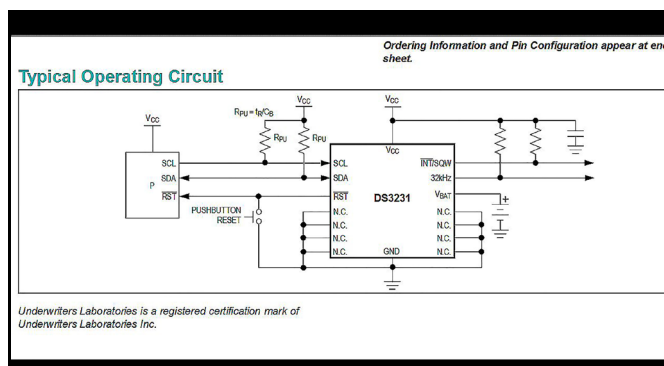 Ordering Information and Pin Configuration appear at en
sheet.
Typical Operating Circuit
VCC
RPU = tR/CB
VCC
VCC
RPU
RPU
VCC
SCL
SDA
RST
P
PUSHBUTTON
RESET
SCL
SDA
RST
N.C.
N.C.
N.C.
N.C.
DS3231
GND
INT/SQW
32kHz
VBAT
N.C.
N.C.
N.C.
N.C.
+
Underwriters Laboratories is a registered certification mark of
Underwriters Laboratories Inc.